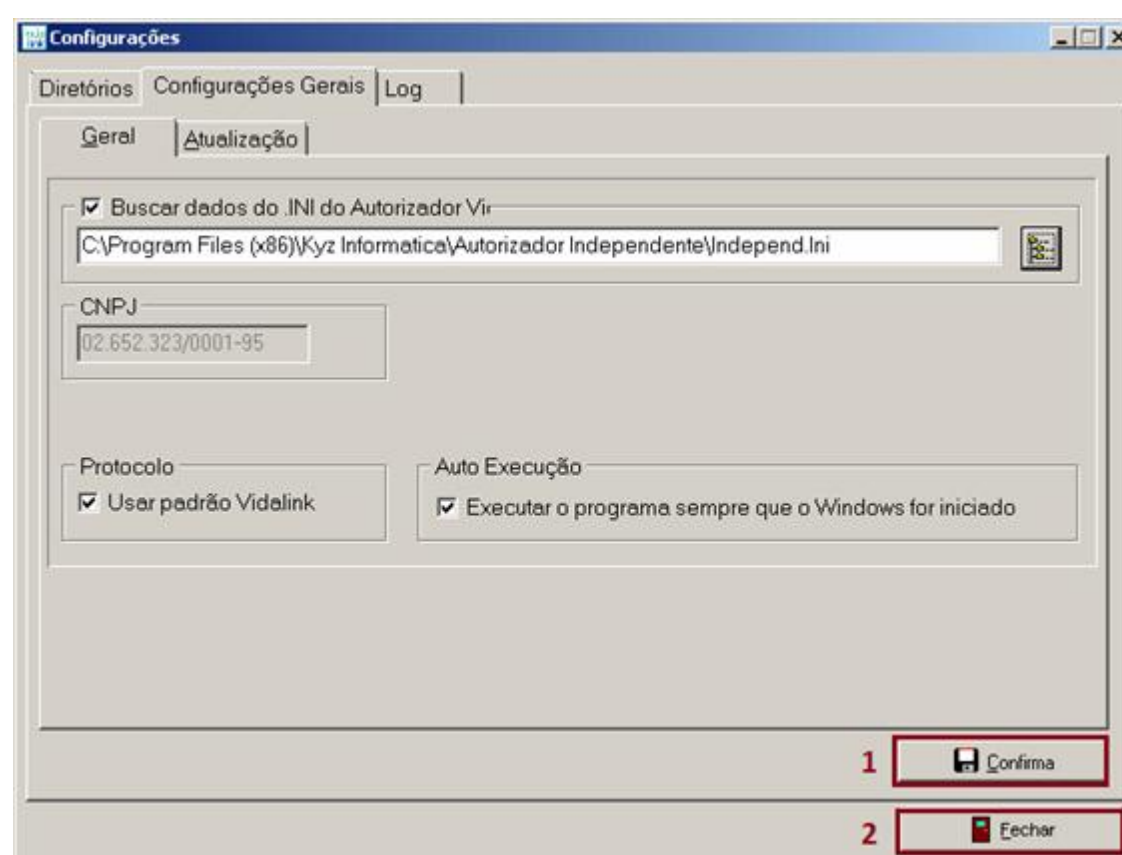 Configurações
Diretórios Configurações Gerais Log
Geral Atualização
Buscar dados do .INI do Autorizador
C:\Program Files (x86)\Kyz Informatica\Autorizador Independente\Independ.Ini
CNPJ
02.652.323/0001-95
Protocolo Auto Execução
Usar padrão Vidalink Executar o programa sempre que o Windows for iniciado
1 Confirma
2 Fechar